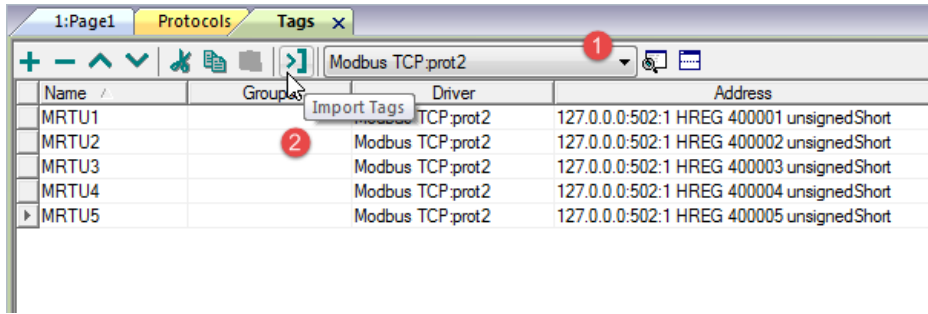 1:Page1 Protocols Tags X
Modbus TCP:prot2 1
Name Groups Driver Address
Import Tags
MRTU1 Modbus TCP:prot2 127.0.0.0:502:1 HREG 400001 unsignedShort
2
MRTU2 Modbus TCP:prot2 127.0.0.0:502:1 HREG 400002 unsignedShort
MRTU3 Modbus TCP:prot2 127.0.0.0:502:1 HREG 400003 unsignedShort
MRTU4 Modbus TCP:prot2 127.0.0.0:502:1 HREG 400004 unsignedShort
MRTU5 Modbus TCP:prot2 127.0.0.0:502:1 HREG 400005 unsignedShort